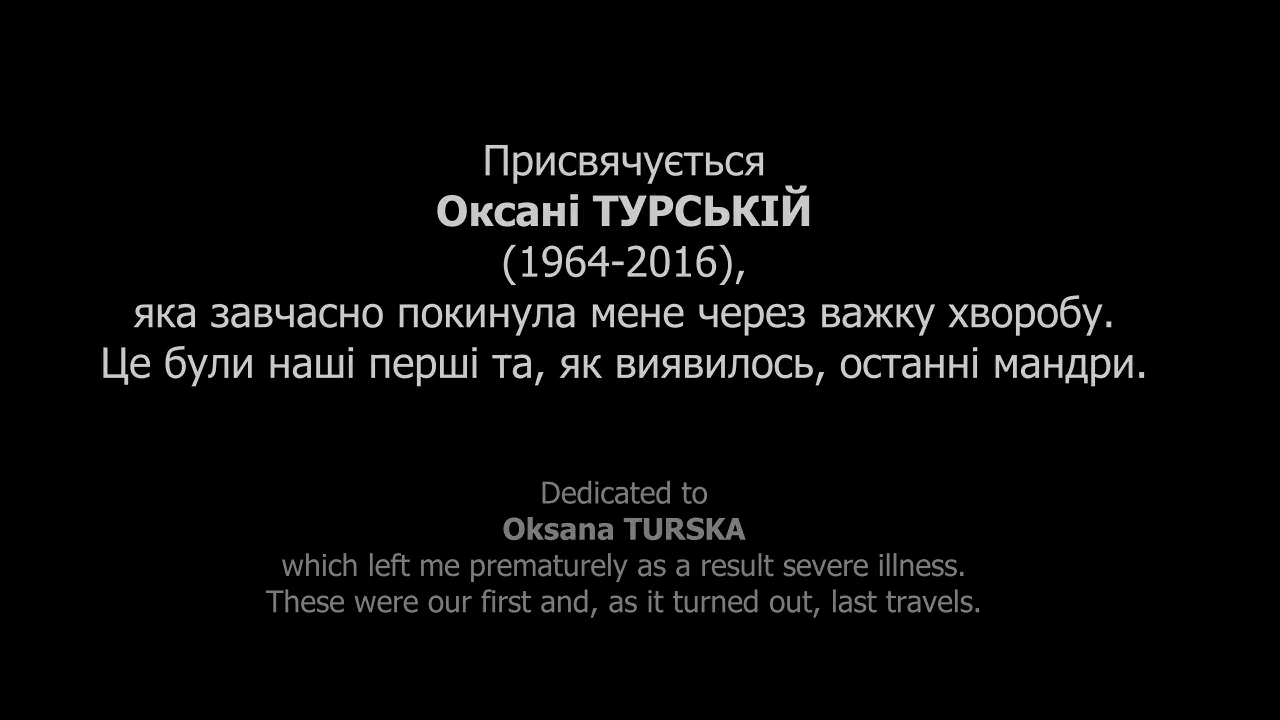 Присвячується
Оксані ТУРСЬКІЙ
(1964-2016),
яка завчасно покинула мене через важку хворобу.
Це були наші перші та, як виявилось, останні мандри.
Dedicated to
Oksana TURSKA
which left me prematurely as a result severe illness.
These were our first and, as it turned out, last travels.